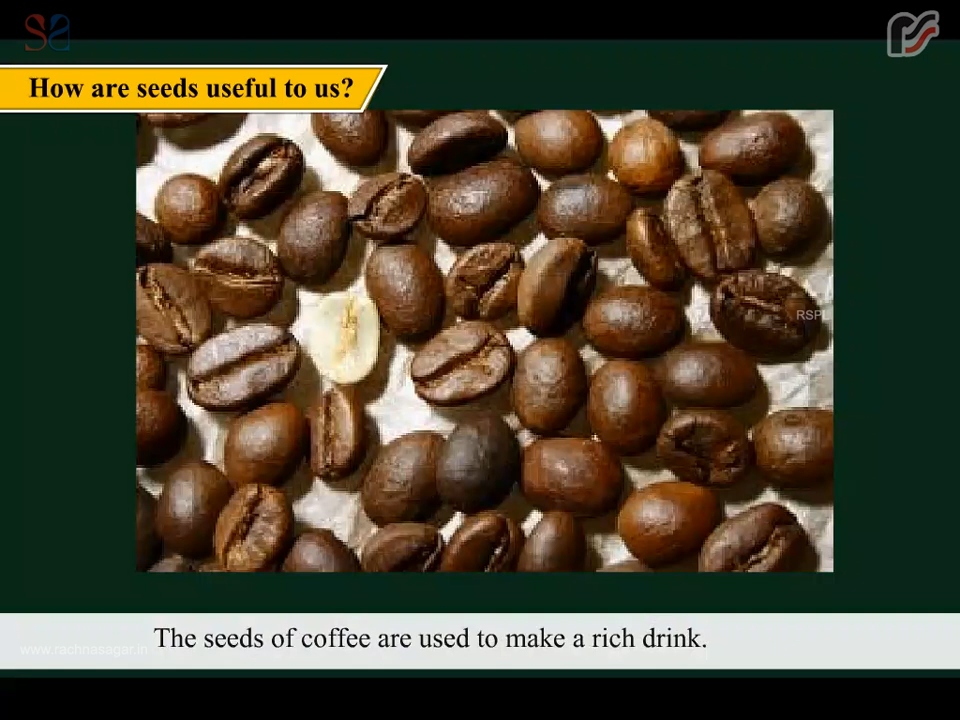 How are seeds useful to us?
RSPL
The seeds of coffee are used to make a rich drink.
www.rachnasagar.in